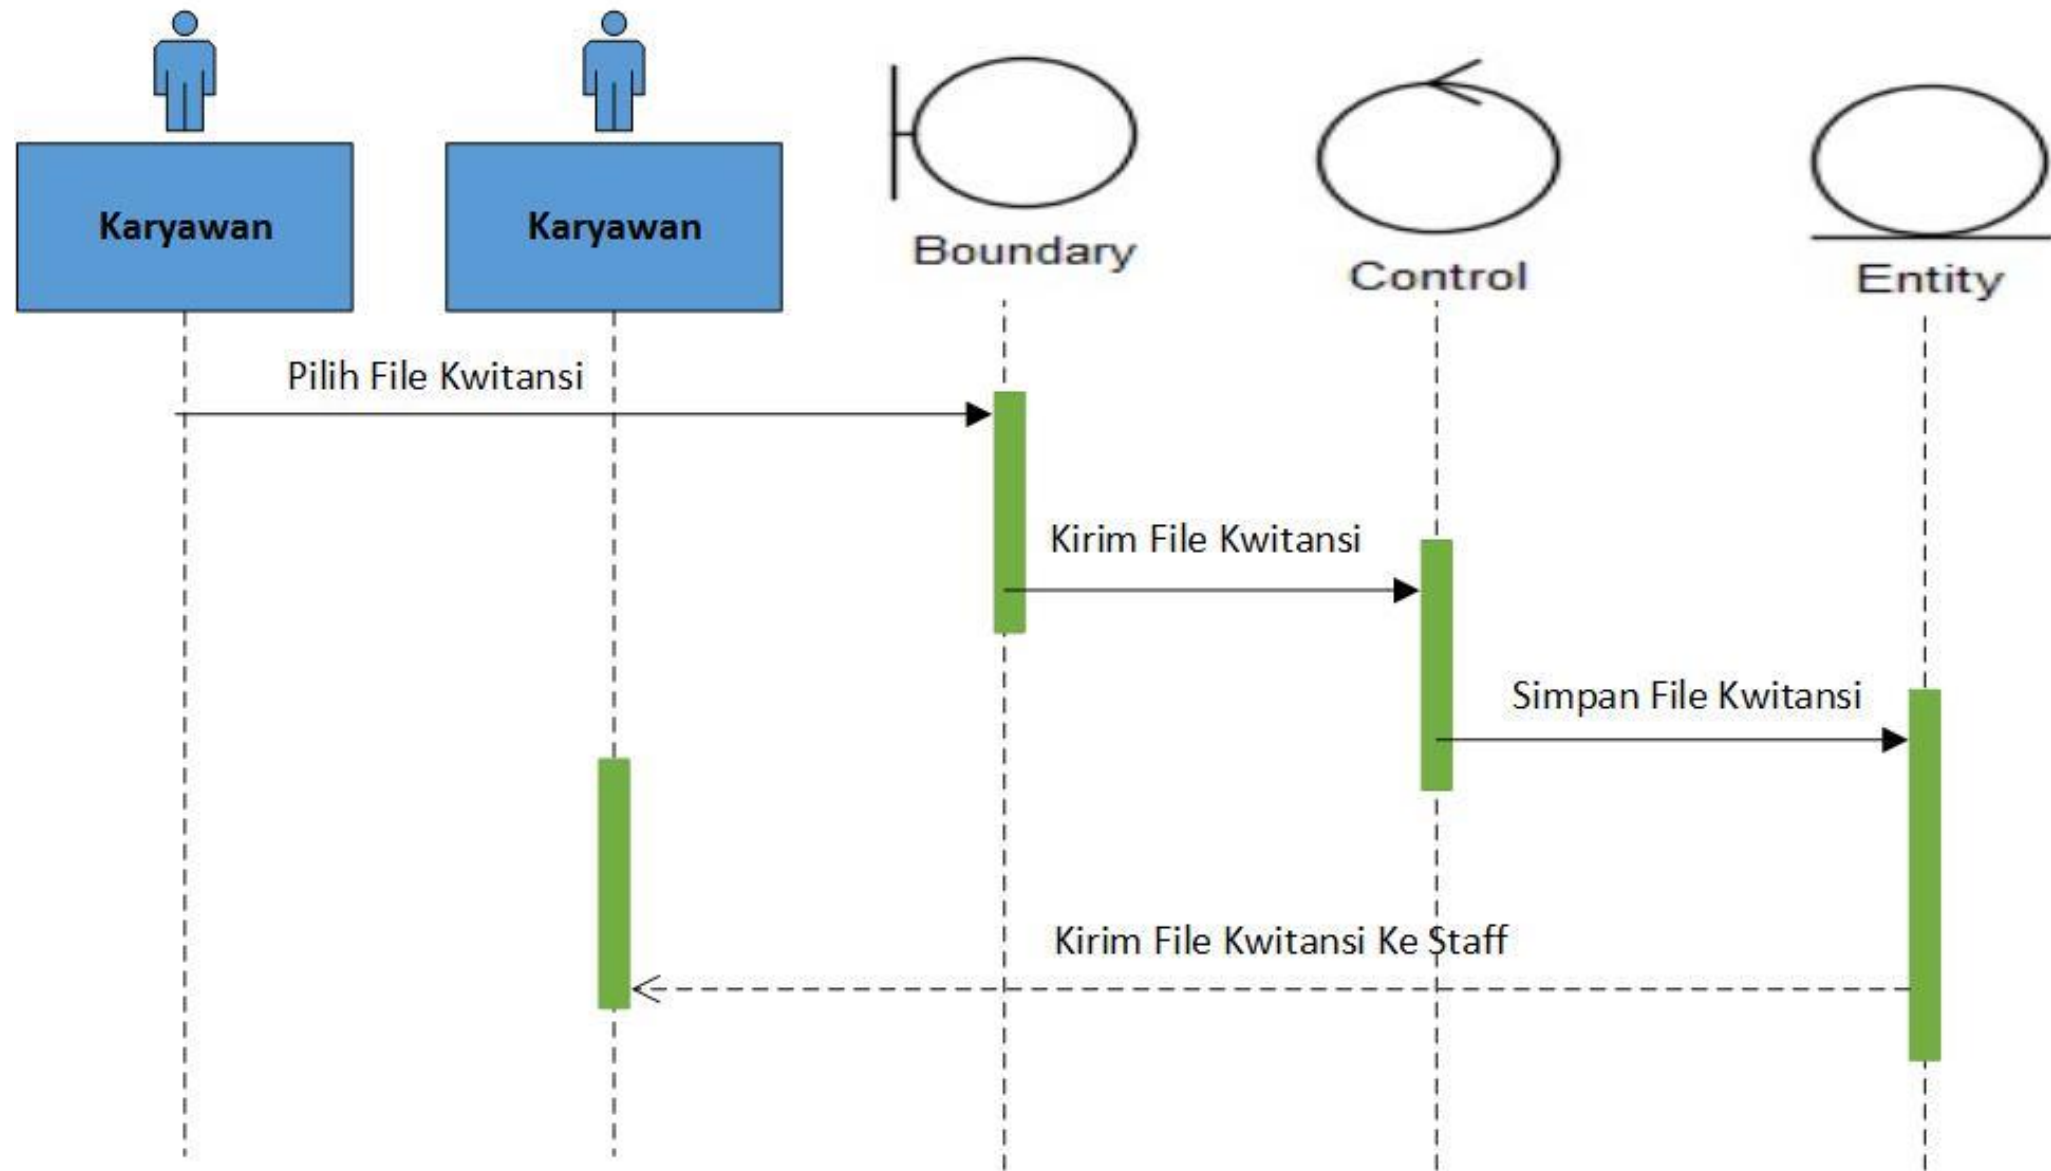 Karyawan
Karyawan
Boundary
Control
Entity
Pilih File Kwitansi
Kirim File Kwitansi
Simpan File Kwitansi
Kirim File Kwitansi Ke Staff